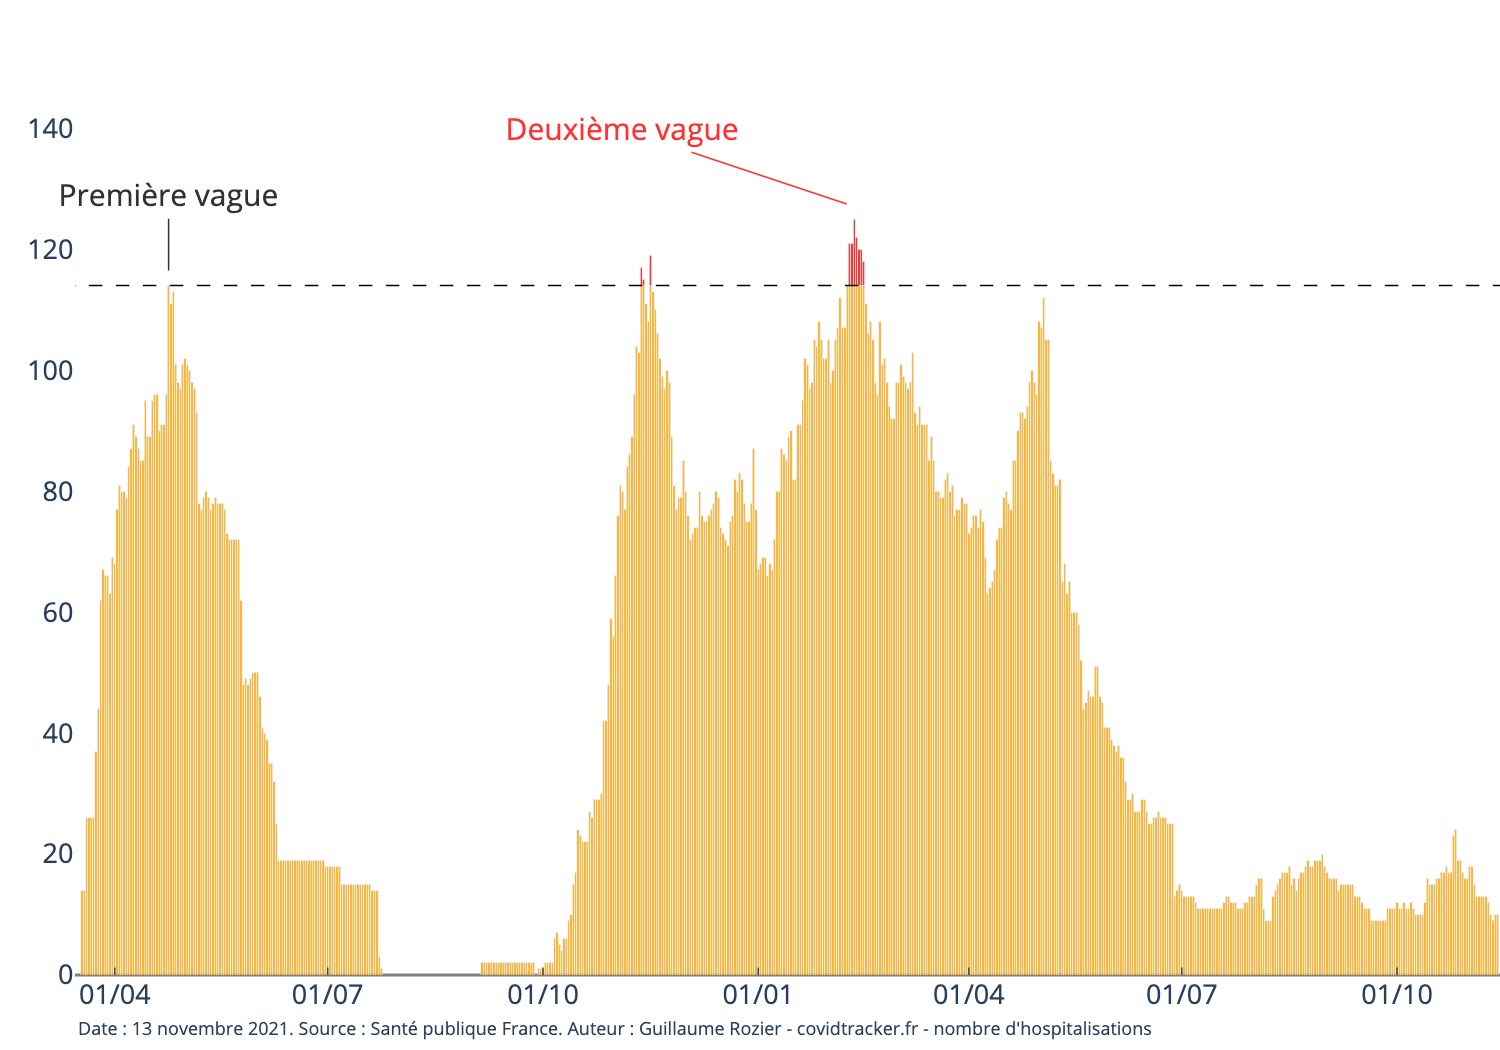 140
Deuxième vague
Première vague
120
100
80
60
40
20
0
01/04 01/07 01/10 01/01 01/04 01/07 01/10
Date : 13 novembre 2021. Source : Santé publique France. Auteur : Guillaume Rozier - covidtracker.fr - nombre d'hospitalisations